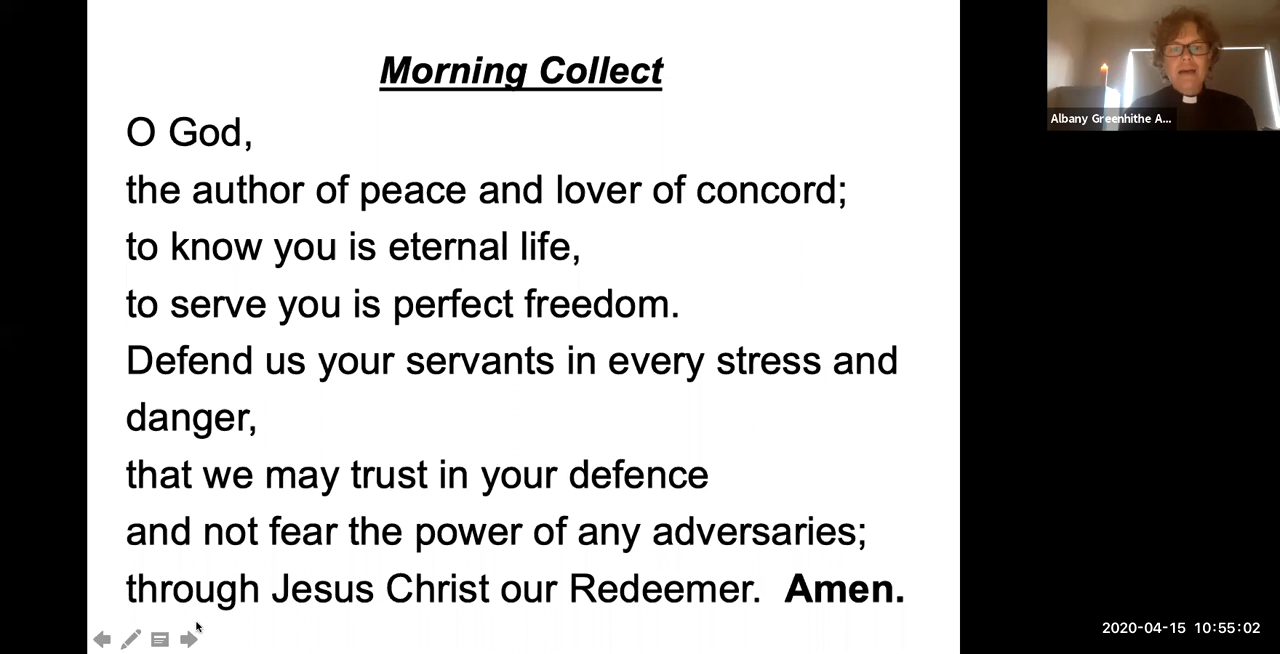 Morning Collect
O God,
the author of peace and lover of concord;
to know you is eternal life,
to serve you is perfect freedom.
Defend us your servants in every stress and
danger,
that we may trust in your defence
and not fear the power of any adversaries;
through Jesus Christ our Redeemer. Amen.
Albany Greenhithe A...
2020-04-15 10:55:02